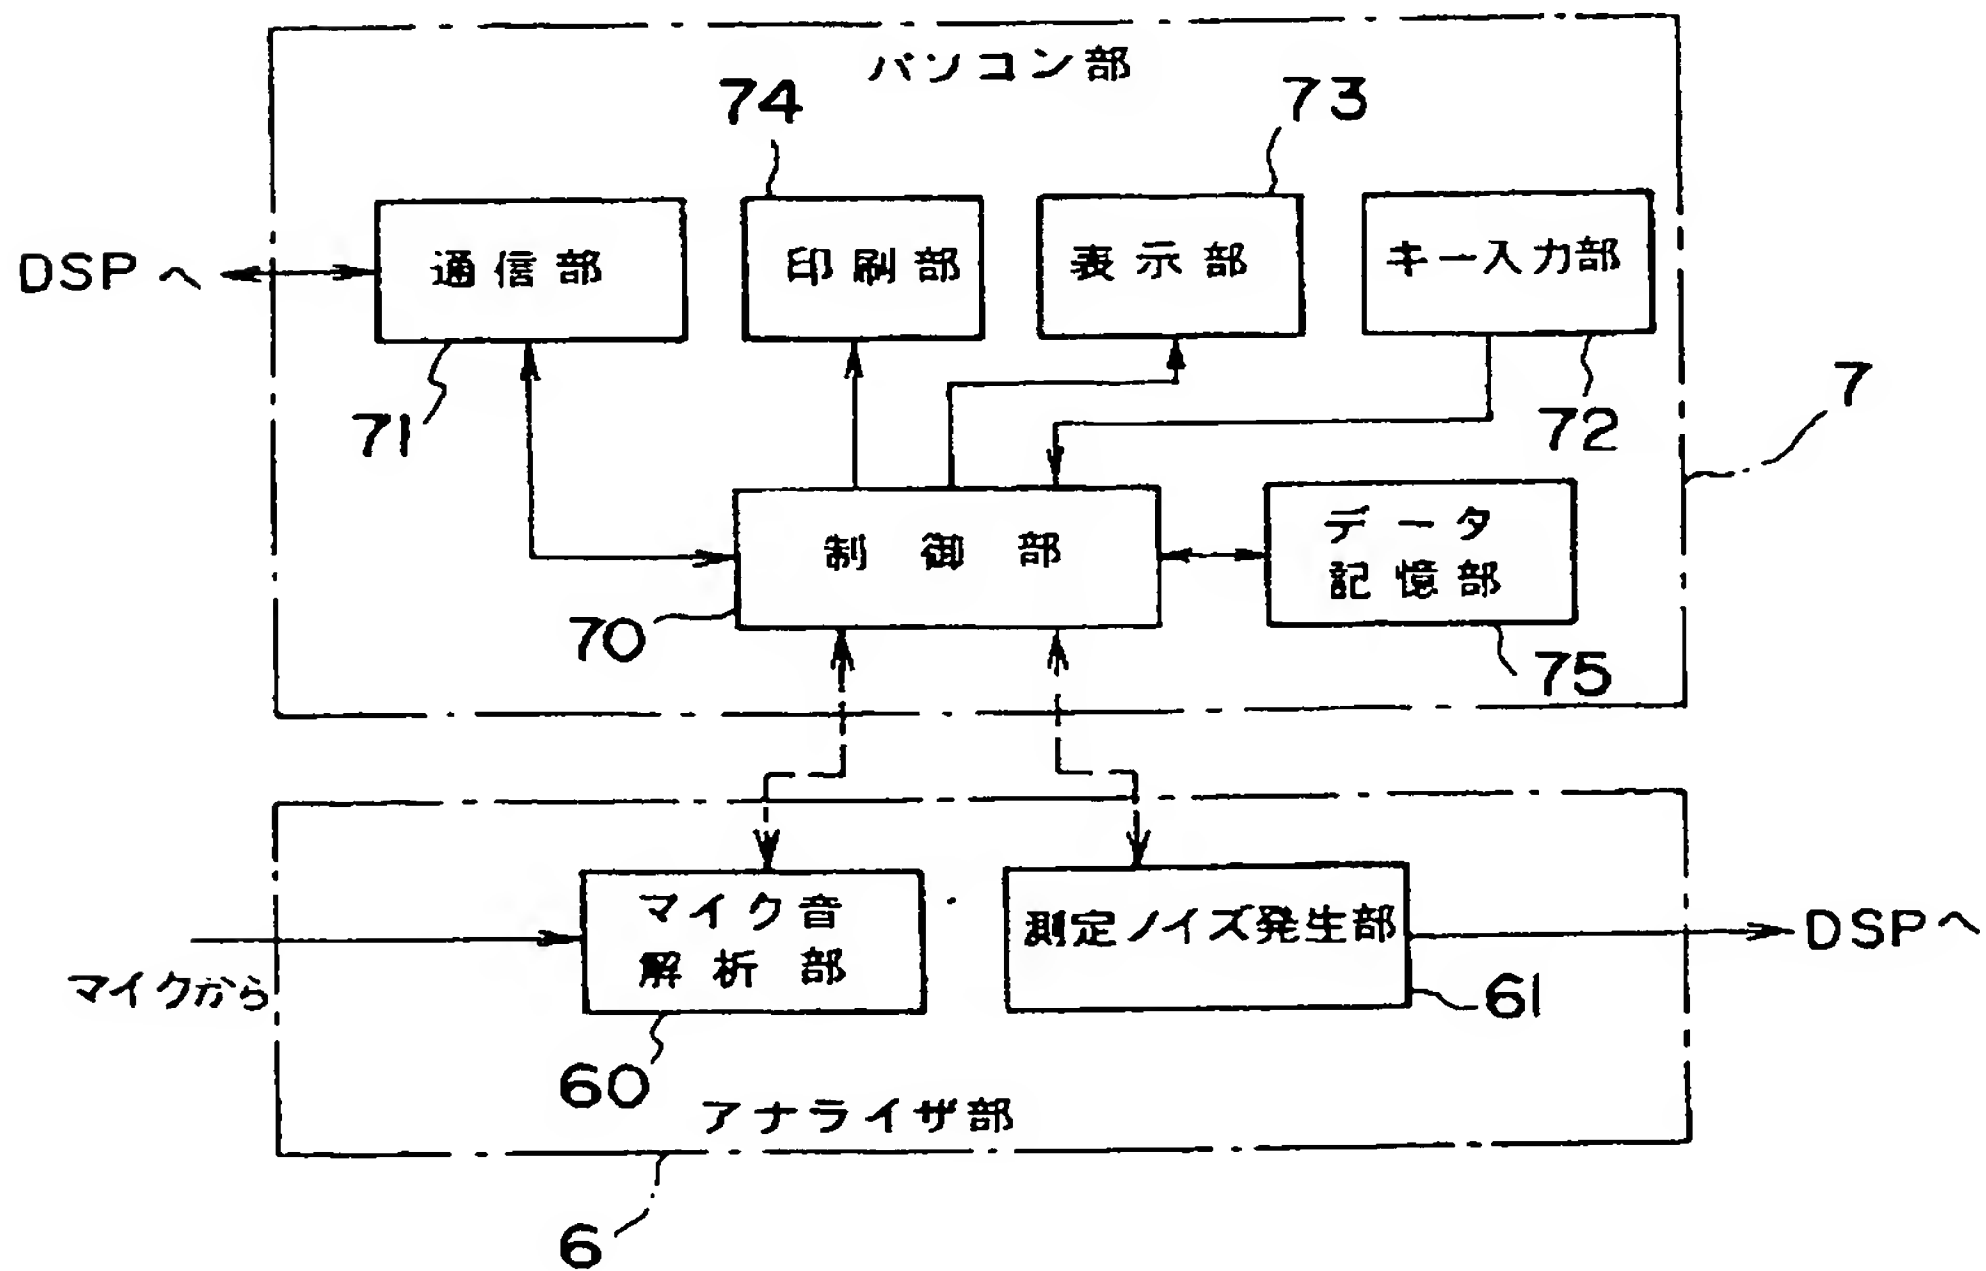 パソコン部
74
73
通信部
印刷部
表示部
キー入力部
DSPへ
71
72
7
制御部
データ
記憶部
70
75
マイク音
解析部
測定ノイズ発生部
DSPへ
マイクから
61
60
アナライザ部
6